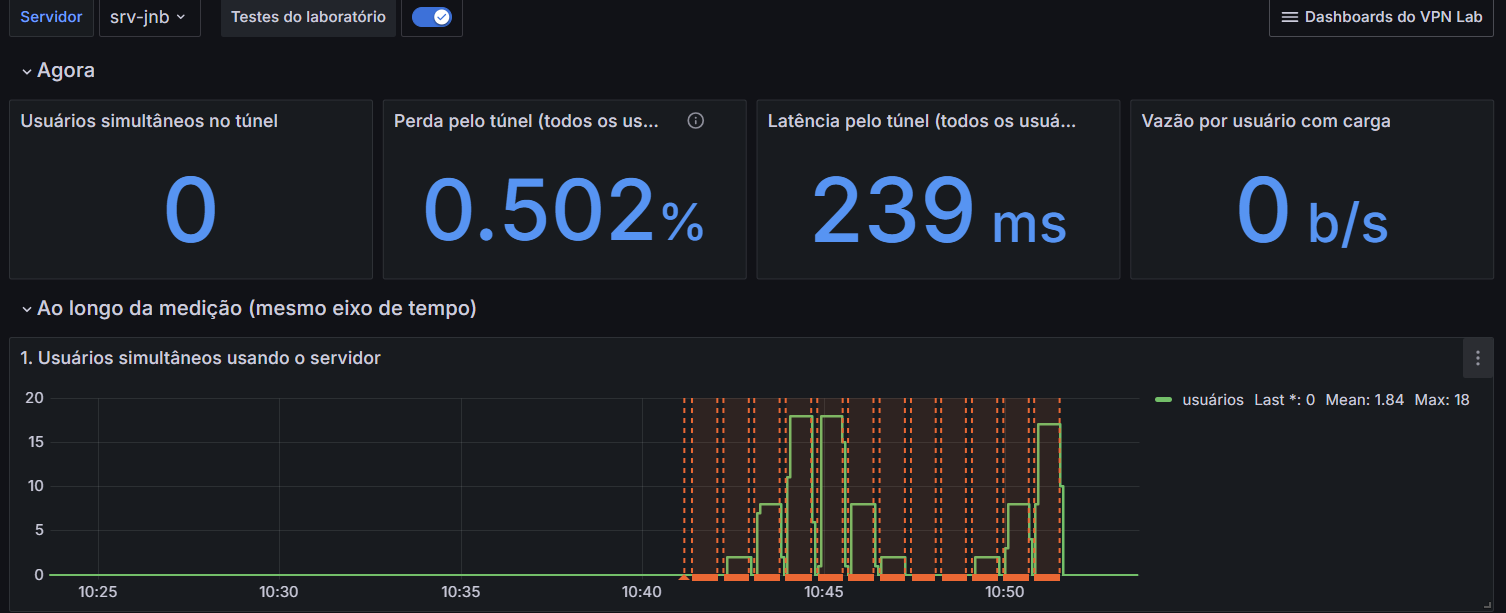 Servidor srv-jnb Testes do laboratório Dashboards do VPN Lab
Agora
Usuários simultâneos no túnel
0
Perda pelo túnel (todos os us...
0.502%
Latência pelo túnel (todos os usuá...
239 ms
Vazão por usuário com carga
0 b/s
Ao longo da medição (mesmo eixo de tempo)
1. Usuários simultâneos usando o servidor
20
15
10
5
0
10:25 10:30 10:35 10:40 10:45 10:50
usuários Last *: 0 Mean: 1.84 Max: 18